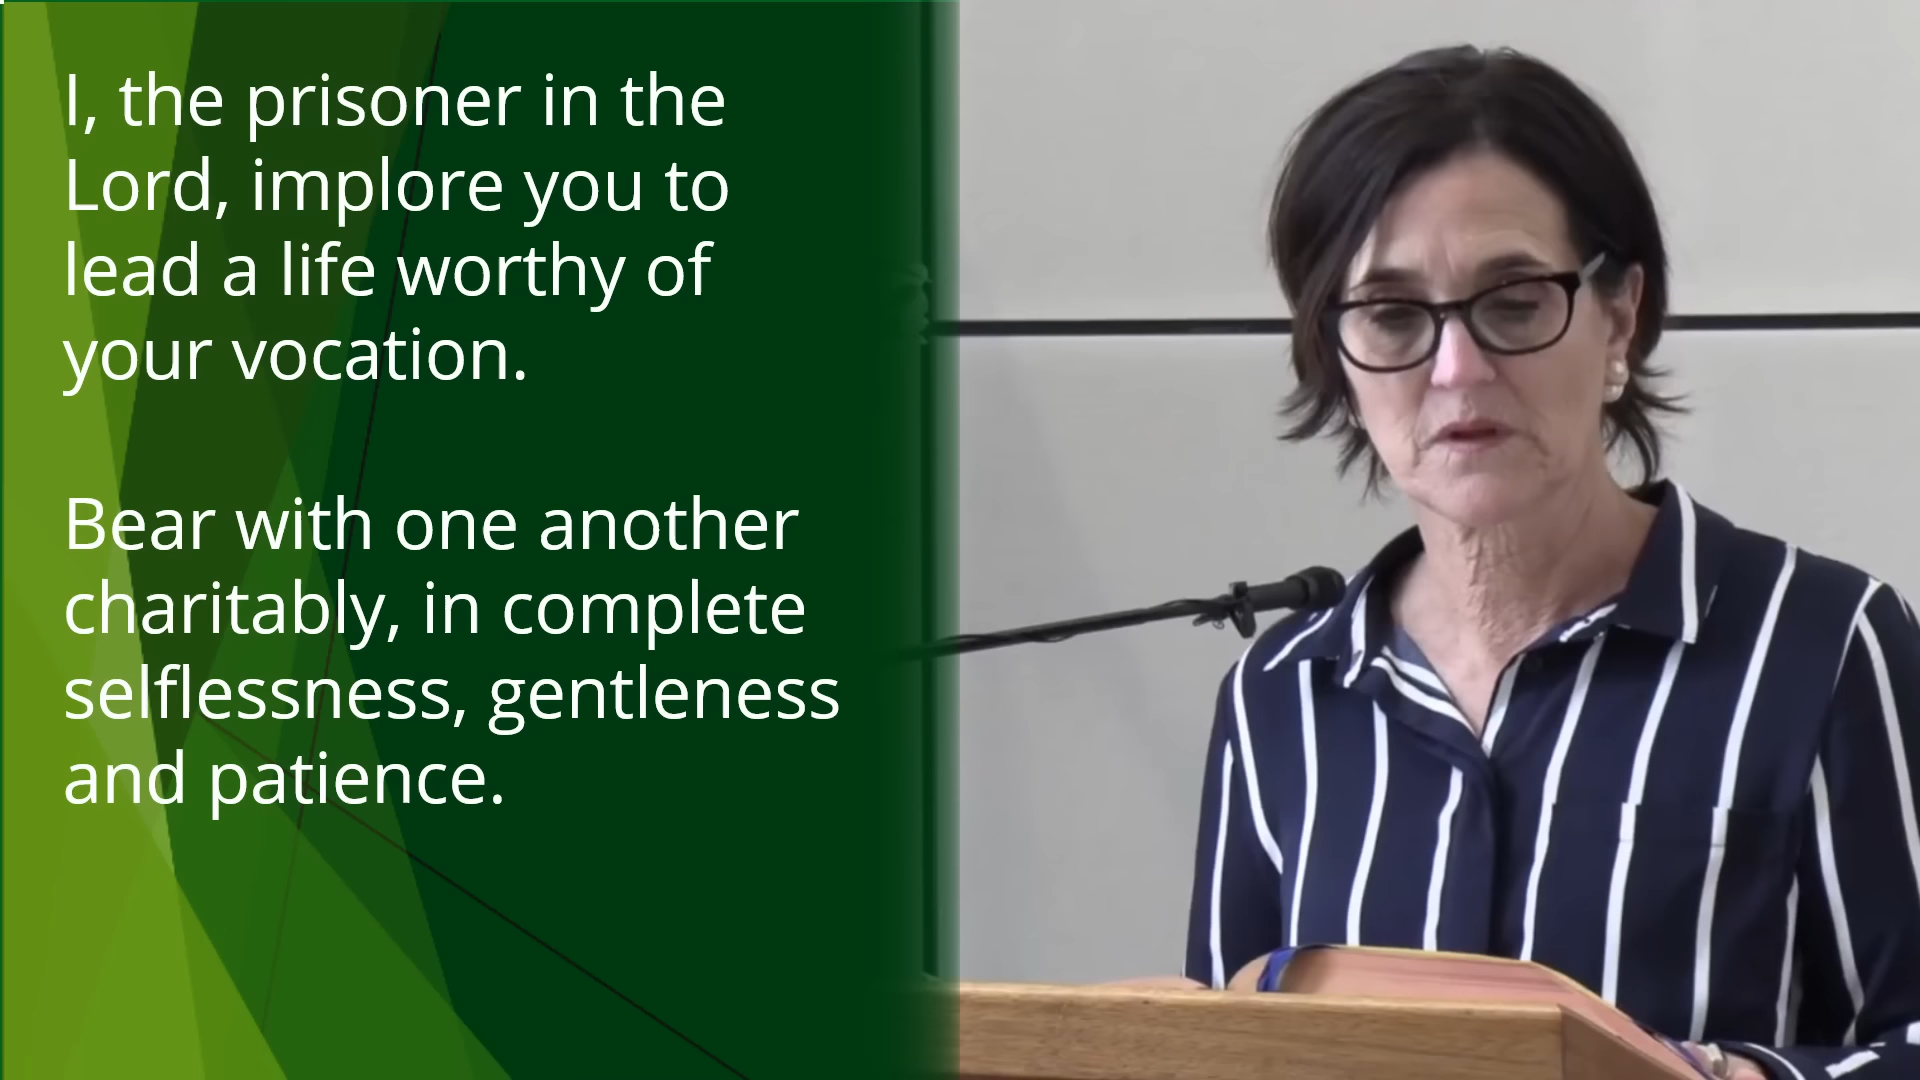 I, the prisoner in the
Lord, implore you to
lead a life worthy of
your vocation.
Bear with one another
charitably, in complete
selflessness, gentleness
and patience.